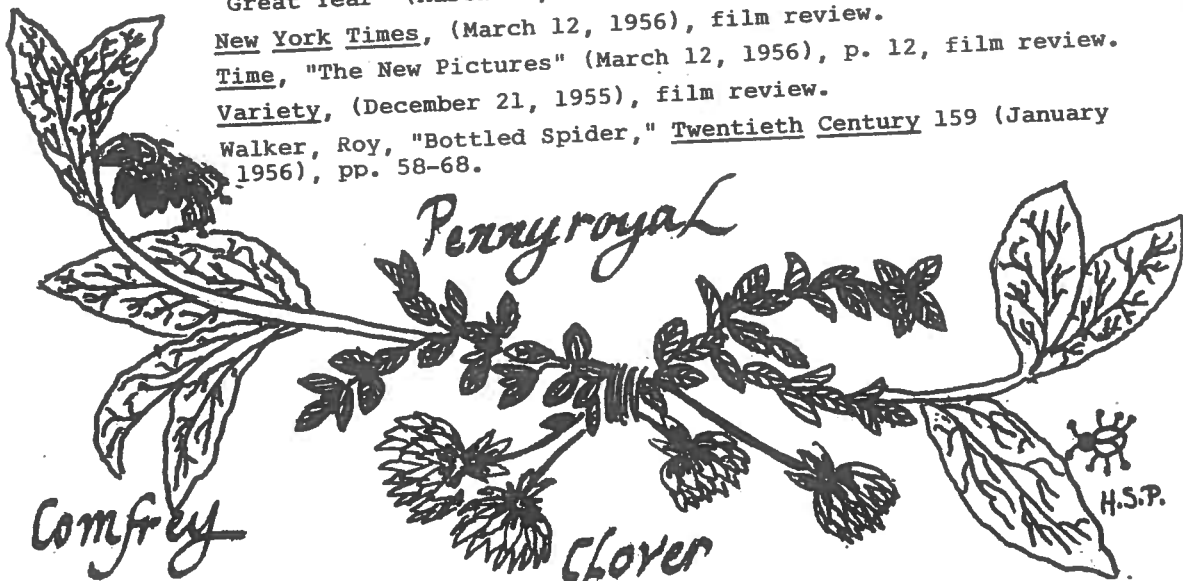 Great Year"
New York Times, (March 12, 1956), film review.
Time, "The New Pictures" (March 12, 1956), p. 12, film review.
Variety, (December 21, 1955), film review.
Walker, Roy, "Bottled Spider," Twentieth Century 159 (January
1956), pp. 58-68.
Pennyroyal
Comfrey
Clover
H.S.P.